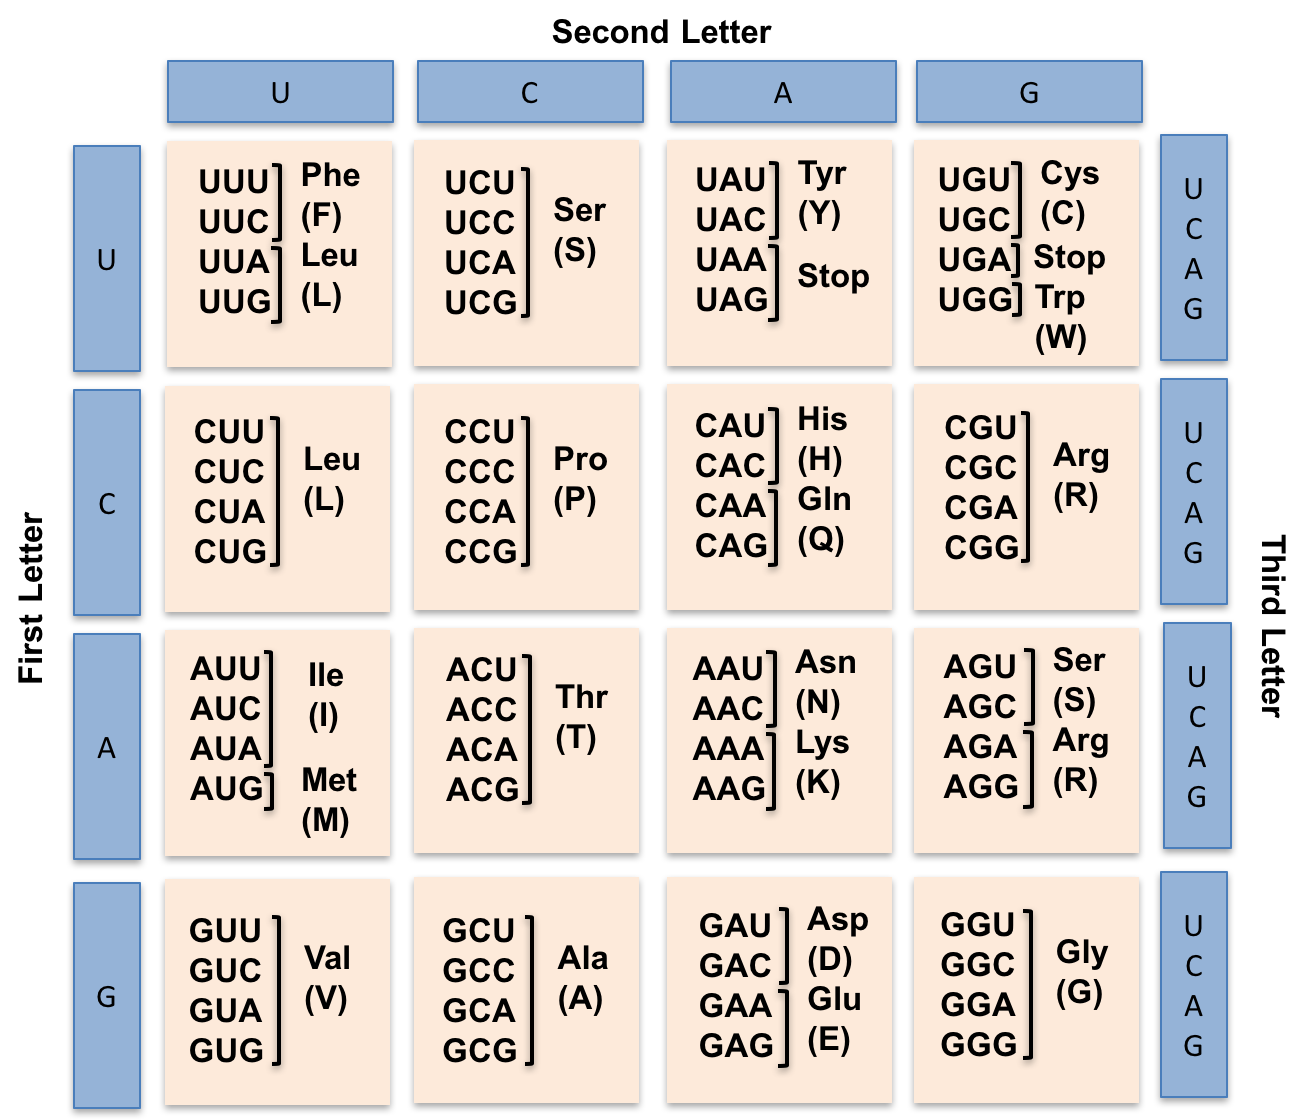 Second Letter
U
C
A
G
First Letter
U
UUU
UUC
UUA
UUG
Phe
(F)
Leu
(L)
UCU
UCC
UCA
UCG
Ser
(S)
UAU
UAC
UAA
UAG
Tyr
(Y)
Stop
UGU
UGC
UGA
UGG
Cys
(C)
Stop
Trp
(W)
U
C
A
G
C
CUU
CUC
CUA
CUG
Leu
(L)
CCU
CCC
CCA
CCG
Pro
(P)
CAU
CAC
CAA
CAG
His
(H)
Gln
(Q)
CGU
CGC
CGA
CGG
Arg
(R)
U
C
A
G
A
AUU
AUC
AUA
AUG
Ile
(I)
Met
(M)
ACU
ACC
ACA
ACG
Thr
(T)
AAU
AAC
AAA
AAG
Asn
(N)
Lys
(K)
AGU
AGC
AGA
AGG
Ser
(S)
Arg
(R)
U
C
A
G
G
GUU
GUC
GUA
GUG
Val
(V)
GCU
GCC
GCA
GCG
Ala
(A)
GAU
GAC
GAA
GAG
Asp
(D)
Glu
(E)
GGU
GGC
GGA
GGG
Gly
(G)
U
C
A
G
Third Letter